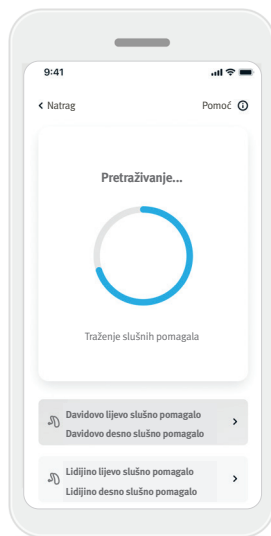 9:41
Natrag Pomoć
Pretraživanje...
Traženje slušnih pomagala
Davidovo lijevo slušno pomagalo
Davidovo desno slušno pomagalo
Lidijino lijevo slušno pomagalo
Lidijino desno slušno pomagalo